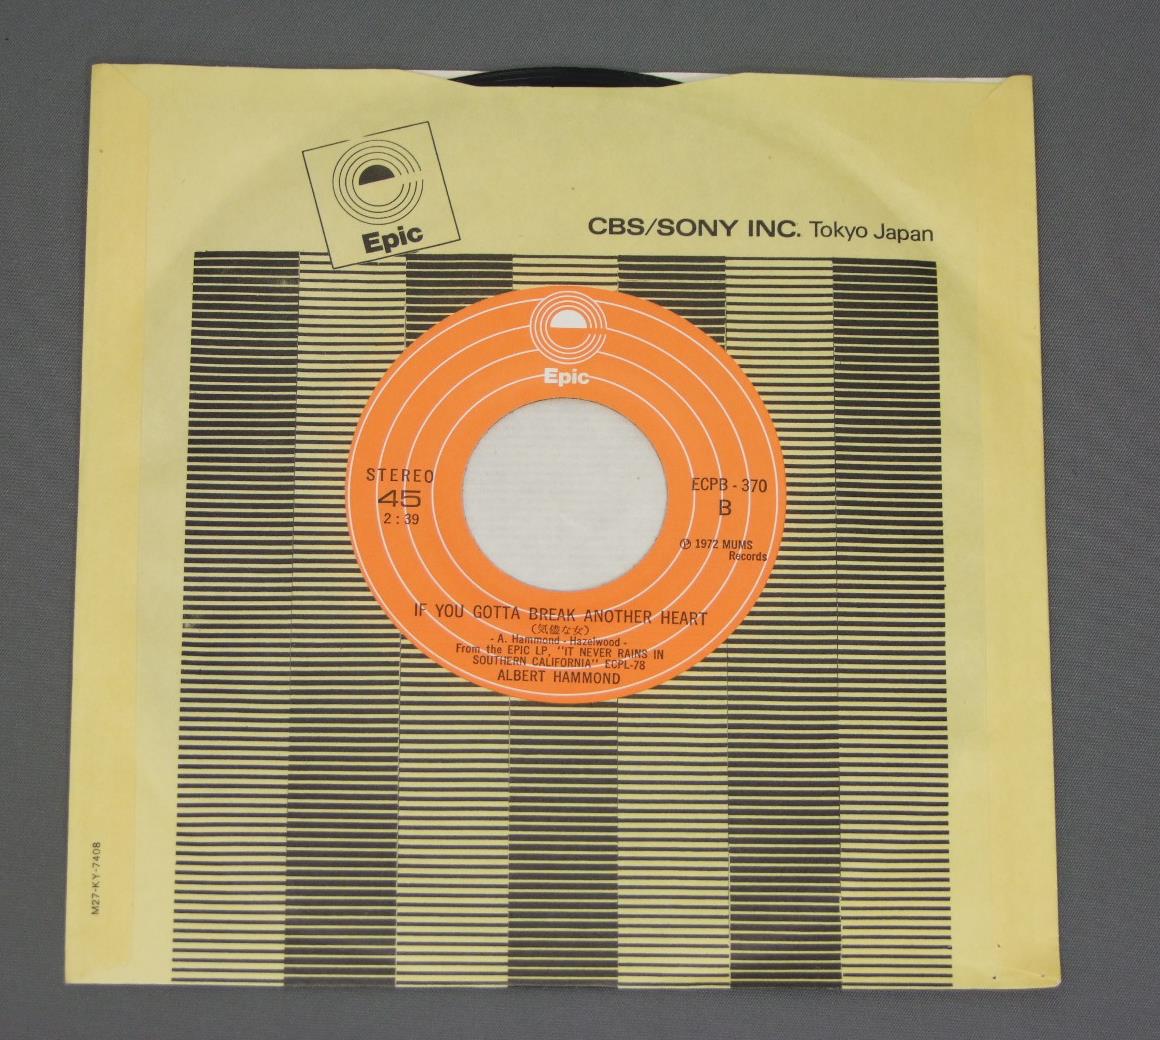 Epic
CBS/SONY INC. Tokyo Japan
Epic
STEREO
45
2:39
ECPB-370
B
Ⓟ 1972 MUMS
Records
IF YOU GOTTA BREAK ANOTHER HEART
(気儘な女)
- A. Hammond - Hazelwood -
From the EPIC LP, "IT NEVER RAINS IN
SOUTHERN CALIFORNIA" ECPL-78
ALBERT HAMMOND
M27-KY-7408